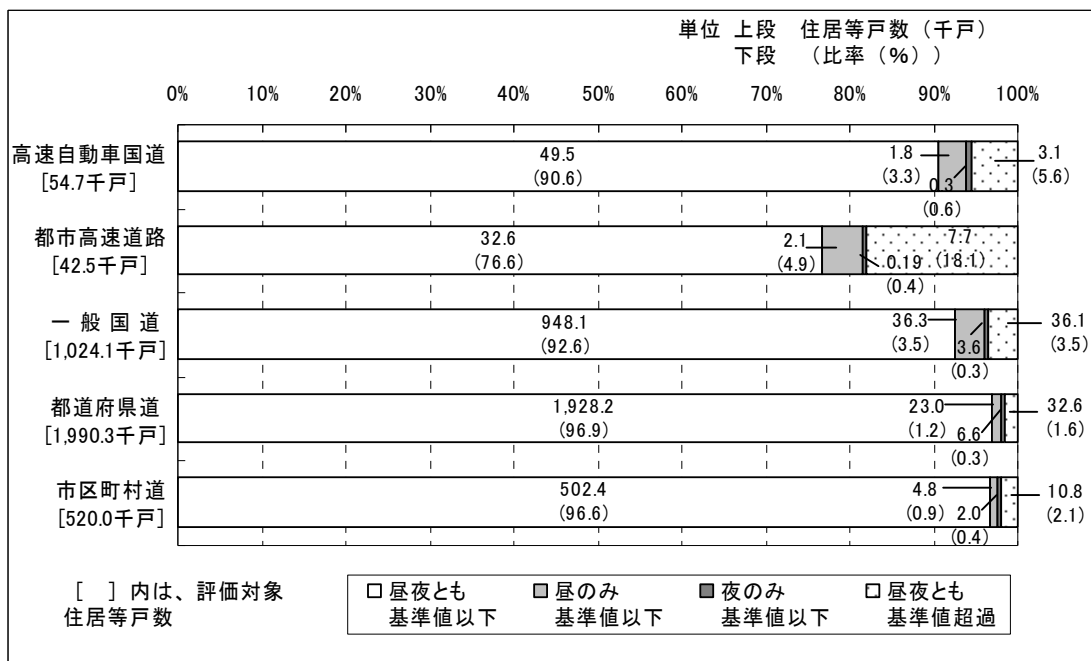 単位 上段 住居等戸数（千戸）
下段 （比率（%））
0% 10% 20% 30% 40% 50% 60% 70% 80% 90% 100%
高速自動車国道
[54.7千戸]
49.5
(90.6)
1.8
(3.3)
0.3
(0.6)
3.1
(5.6)
都市高速道路
[42.5千戸]
32.6
(76.6)
2.1
(4.9)
0.19
(0.4)
7.7
(18.1)
一般国道
[1,024.1千戸]
948.1
(92.6)
36.3
(3.5)
3.6
(0.3)
36.1
(3.5)
都道府県道
[1,990.3千戸]
1,928.2
(96.9)
23.0
(1.2)
6.6
(0.3)
32.6
(1.6)
市区町村道
[520.0千戸]
502.4
(96.6)
4.8
(0.9)
2.0
(0.4)
10.8
(2.1)
[ ]内は、評価対象
住居等戸数
昼夜とも
基準値以下
昼のみ
基準値以下
夜のみ
基準値以下
昼夜とも
基準値超過